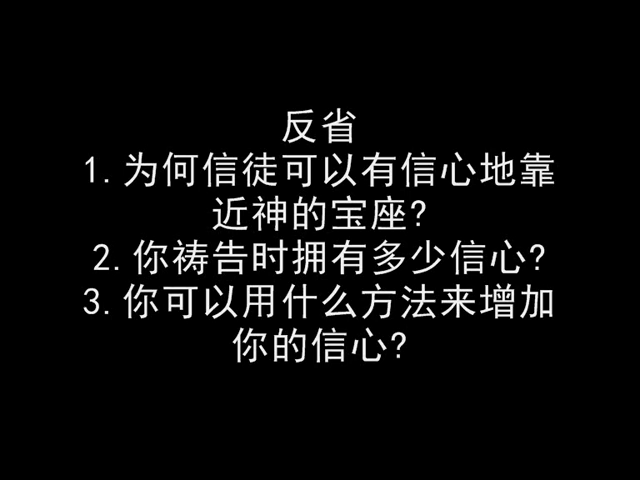 反省
1.为何信徒可以有信心地靠
近神的宝座?
2.你祷告时拥有多少信心?
3.你可以用什么方法来增加
你的信心?